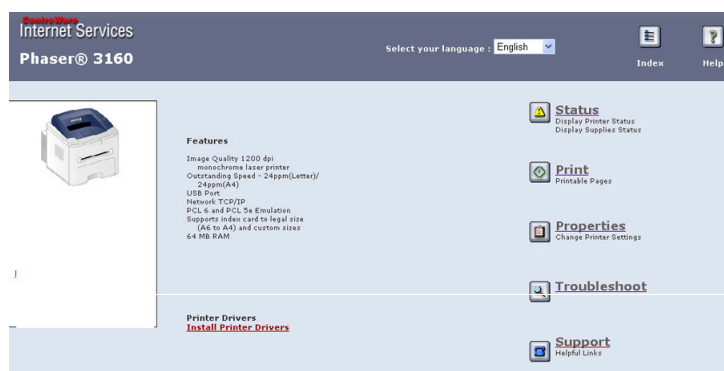 CentreWare
Internet Services
Phaser® 3160
Select your language : English
Index
Help
Features
Image Quality 1200 dpi
monochrome laser printer
Outstanding Speed - 24ppm(Letter)/
24ppm(A4)
USB Port
Network TCP/IP
PCL 6 and PCL 5e Emulation
Supports index card to legal size
(A6 to A4) and custom sizes
64 MB RAM
Printer Drivers
Install Printer Drivers
Status
Display Printer Status
Display Supplies Status
Print
Printable Pages
Properties
Change Printer Settings
Troubleshoot
Support
Helpful Links